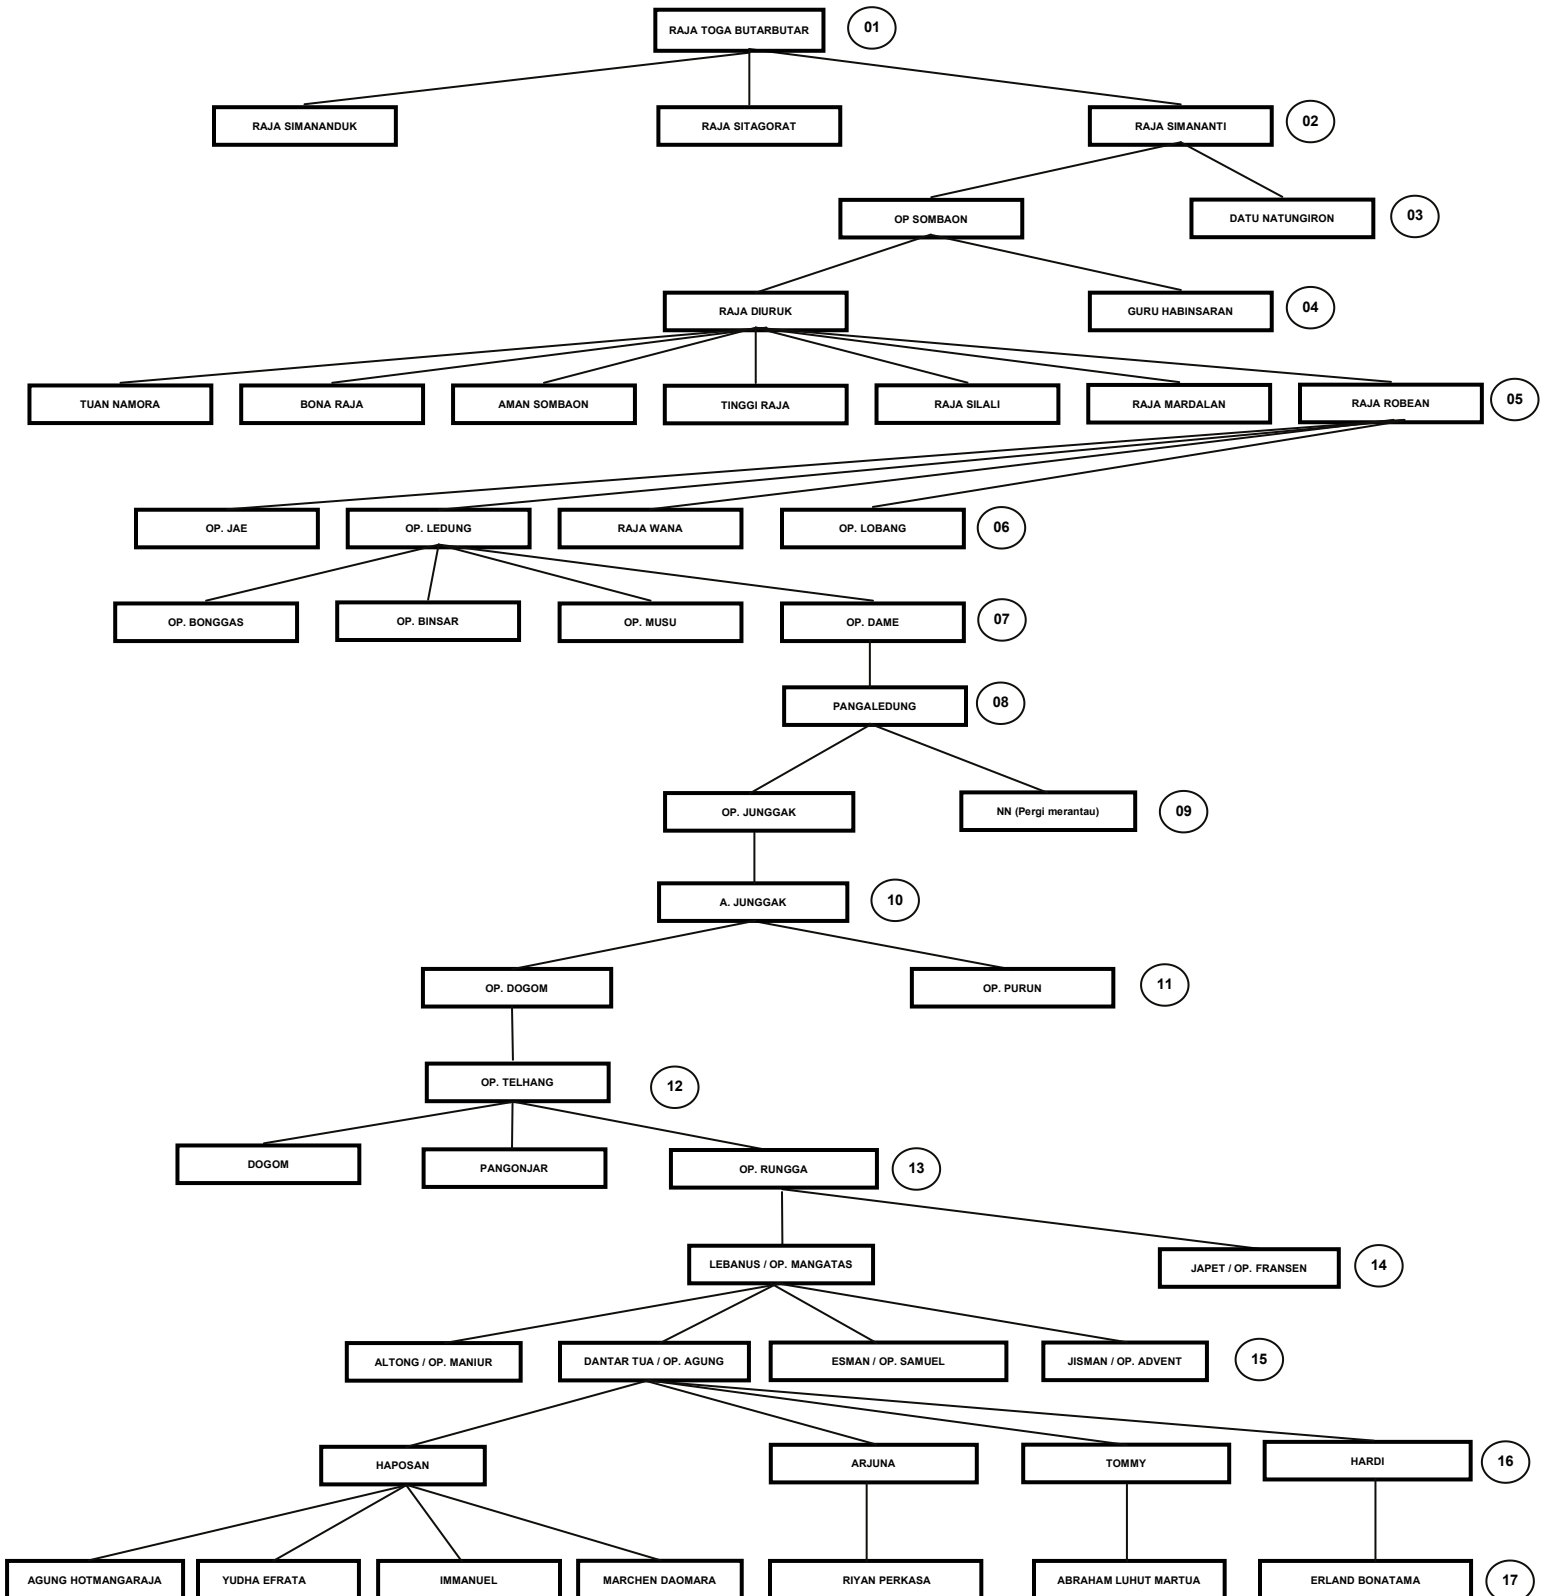 RAJA TOGA BUTARBUTAR
01
RAJA SIMANANDUK
RAJA SITAGORAT
RAJA SIMANANTI
02
OP SOMBAON
DATU NATUNGIRON
03
RAJA DIURUK
GURU HABINSARAN
04
TUAN NAMORA
BONA RAJA
AMAN SOMBAON
TINGGI RAJA
RAJA SILALI
RAJA MARDALAN
RAJA ROBEAN
05
OP. JAE
OP. LEDUNG
RAJA WANA
OP. LOBANG
06
OP. BONGGAS
OP. BINSAR
OP. MUSU
OP. DAME
07
PANGALEDUNG
08
OP. JUNGGAK
NN (Pergi merantau)
09
A. JUNGGAK
10
OP. DOGOM
OP. PURUN
11
OP. TELHANG
12
DOGOM
PANGONJAR
OP. RUNGGA
13
LEBANUS / OP. MANGATAS
JAPET / OP. FRANSEN
14
ALTONG / OP. MANIUR
DANTAR TUA / OP. AGUNG
ESMAN / OP. SAMUEL
JISMAN / OP. ADVENT
15
HAPOSAN
ARJUNA
TOMMY
HARDI
16
AGUNG HOTMANGARAJA
YUDHA EFRATA
IMMANUEL
MARCHEN DAOMARA
RIYAN PERKASA
ABRAHAM LUHUT MARTUA
ERLAND BONATAMA
17